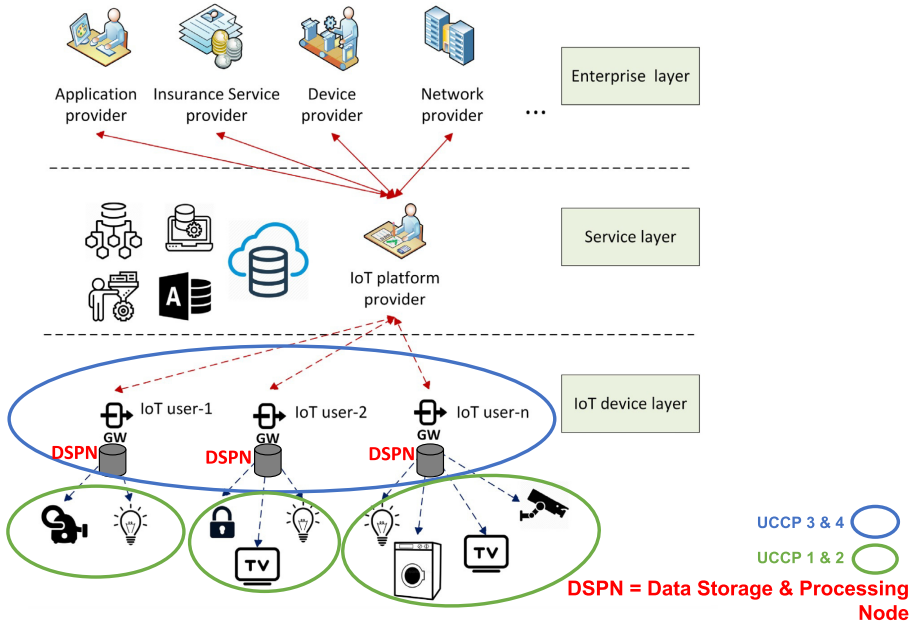 Application
provider
Insurance Service
provider
Device
provider
Network
provider
...
Enterprise layer
Service layer
A
IoT platform
provider
IoT device layer
IoT user-1
IoT user-2
IoT user-n
GW
GW
GW
DSPN
DSPN
DSPN
TV
TV
UCCP 3 & 4
UCCP 1 & 2
DSPN = Data Storage & Processing
Node